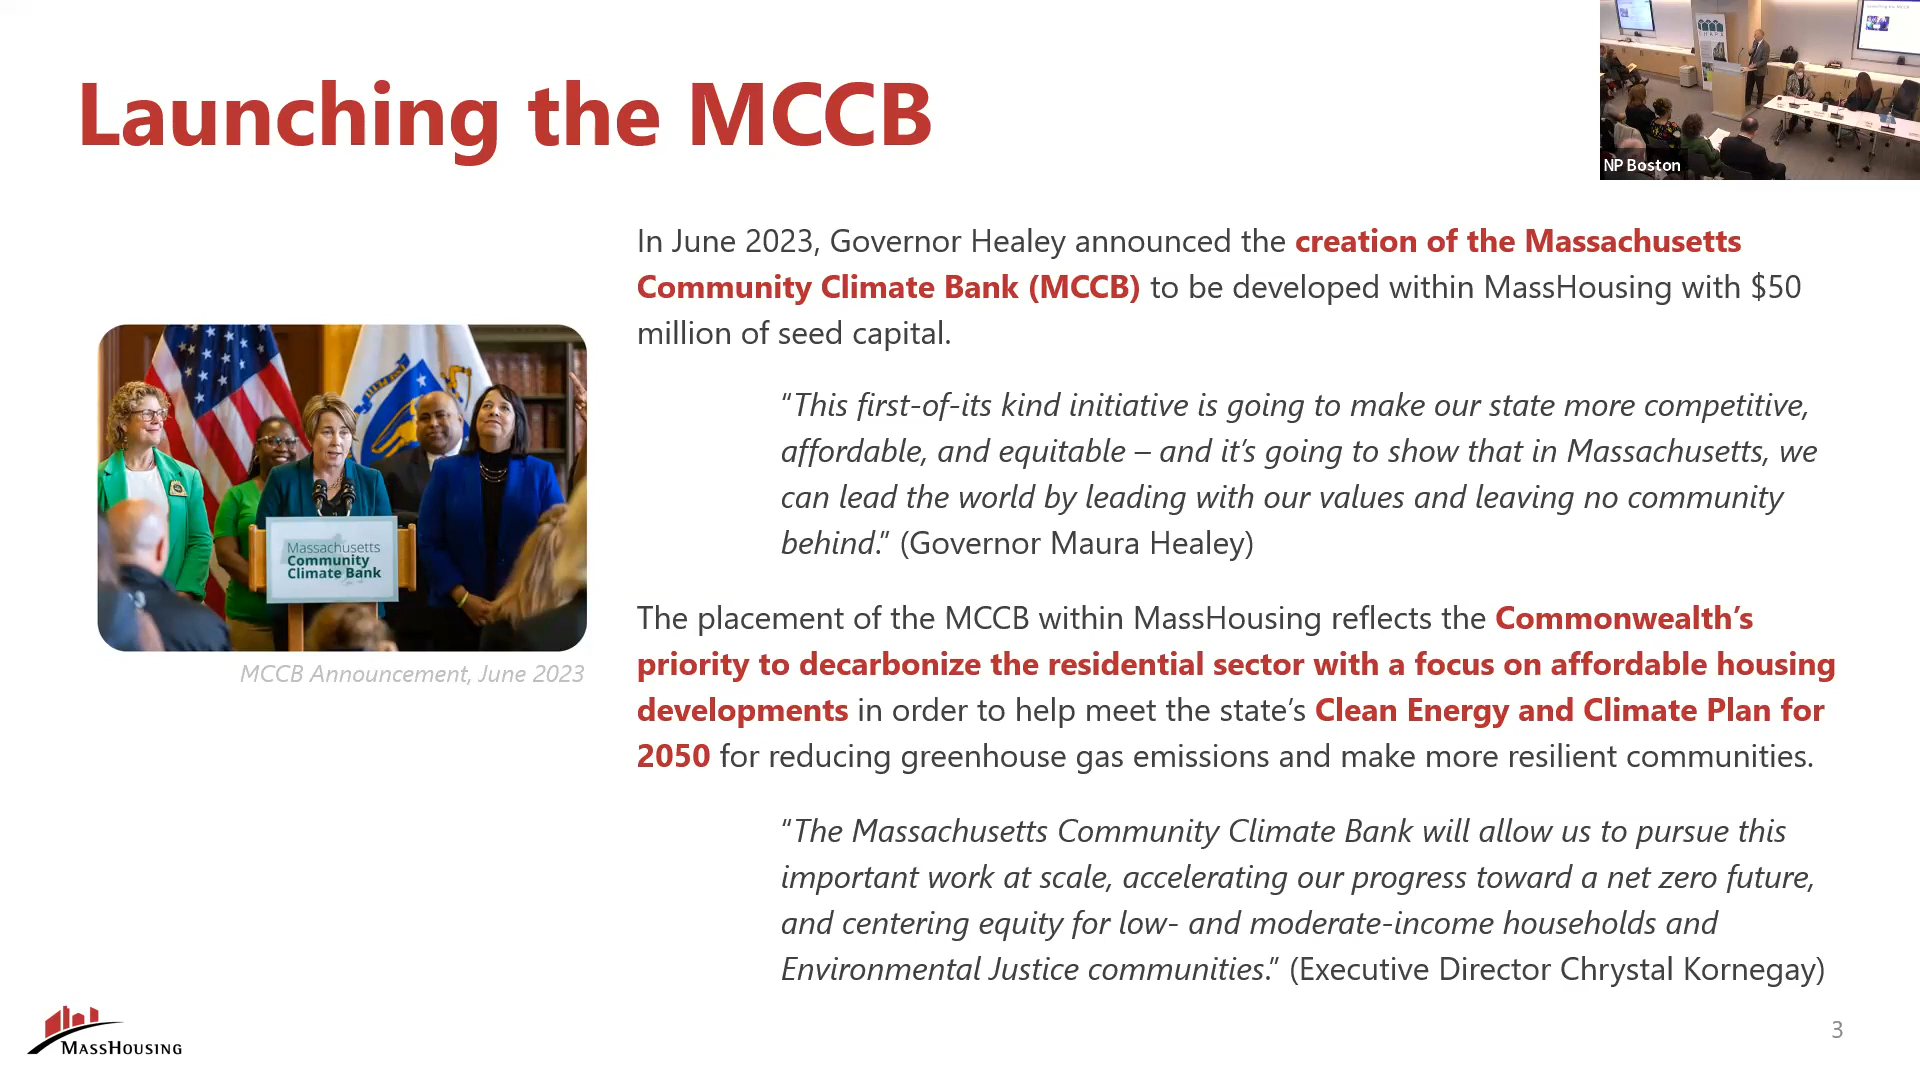 Launching the MCCB
NP Boston
In June 2023, Governor Healey announced the creation of the Massachusetts
Community Climate Bank (MCCB) to be developed within MassHousing with $50
million of seed capital.
“This first-of-its kind initiative is going to make our state more competitive,
affordable, and equitable – and it’s going to show that in Massachusetts, we
can lead the world by leading with our values and leaving no community
behind.” (Governor Maura Healey)
Massachusetts
Community
Climate Bank
MCCB Announcement, June 2023
The placement of the MCCB within MassHousing reflects the Commonwealth’s
priority to decarbonize the residential sector with a focus on affordable housing
developments in order to help meet the state’s Clean Energy and Climate Plan for
2050 for reducing greenhouse gas emissions and make more resilient communities.
“The Massachusetts Community Climate Bank will allow us to pursue this
important work at scale, accelerating our progress toward a net zero future,
and centering equity for low- and moderate-income households and
Environmental Justice communities.” (Executive Director Chrystal Kornegay)
MASSHOUSING
3